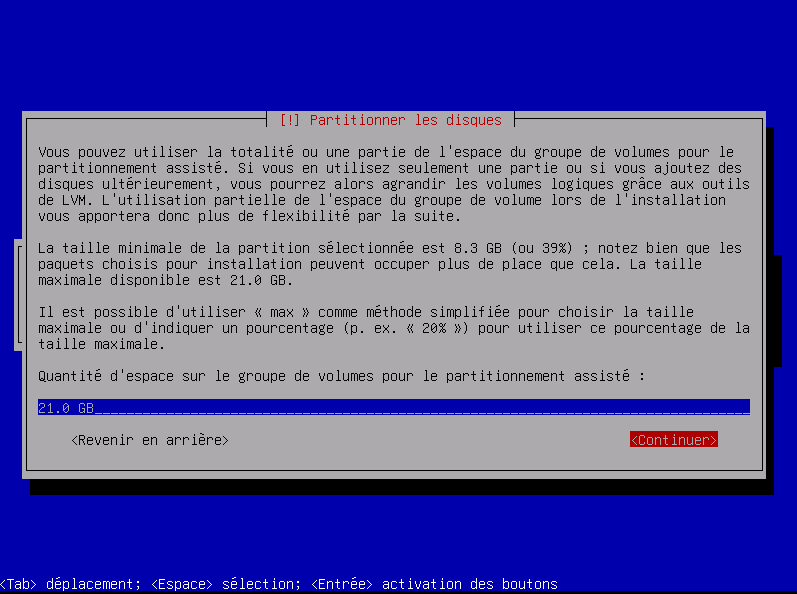 [!] Partitionner les disques
Vous pouvez utiliser la totalité ou une partie de l'espace du groupe de volumes pour le
partitionnement assisté. Si vous en utilisez seulement une partie ou si vous ajoutez des
disques ultérieurement, vous pourrez alors agrandir les volumes logiques grâce aux outils
de LVM. L'utilisation partielle de l'espace du groupe de volume lors de l'installation
vous apportera donc plus de flexibilité par la suite.
La taille minimale de la partition sélectionnée est 8.3 GB (ou 39%) ; notez bien que les
paquets choisis pour installation peuvent occuper plus de place que cela. La taille
maximale disponible est 21.0 GB.
Il est possible d'utiliser « max » comme méthode simplifiée pour choisir la taille
maximale ou d'indiquer un pourcentage (p. ex. « 20% ») pour utiliser ce pourcentage de la
taille maximale.
Quantité d'espace sur le groupe de volumes pour le partitionnement assisté :
21.0 GB
<Revenir en arrière> <Continuer>
<Tab> déplacement; <Espace> sélection; <Entrée> activation des boutons